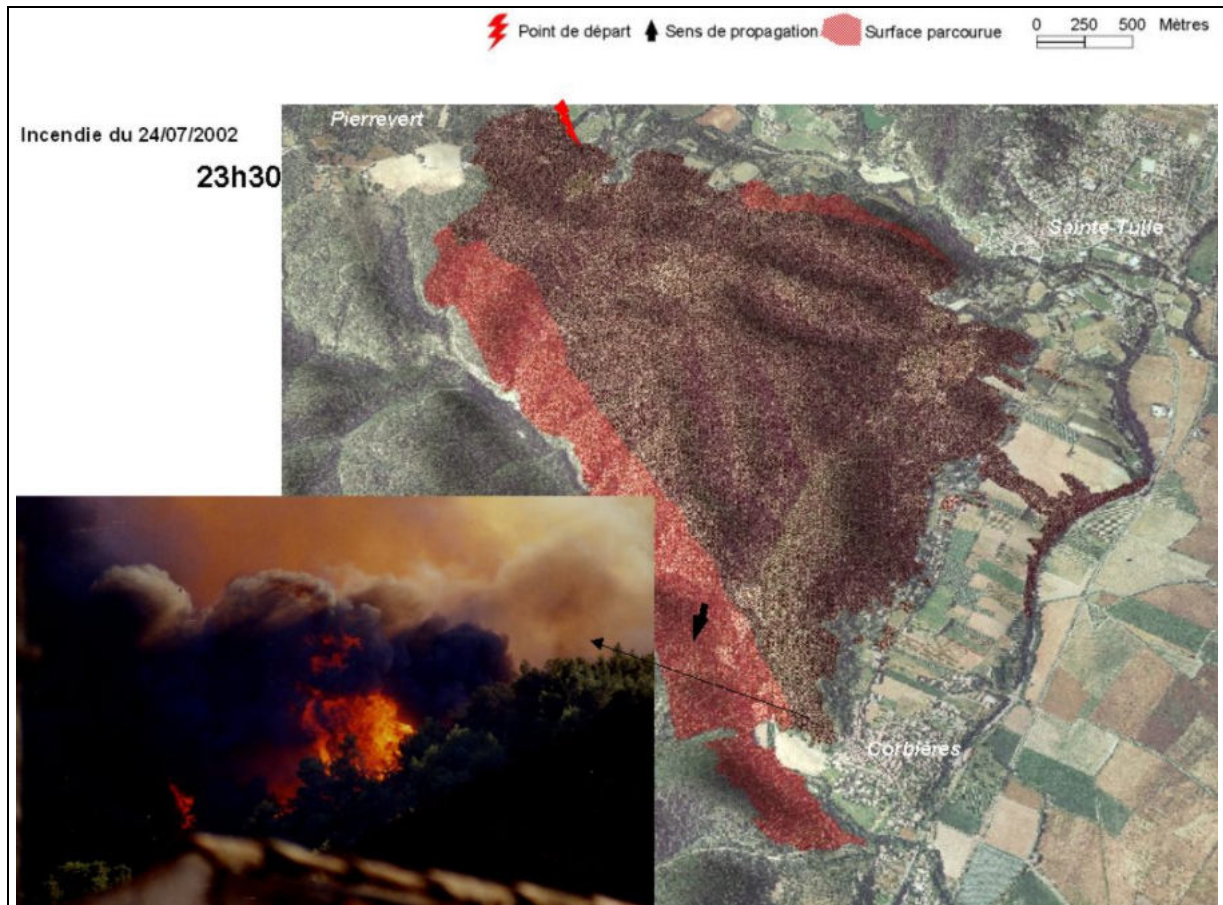 Point de départ Sens de propagation Surface parcourue 0 250 500 Mètres
Pierrevert
Incendie du 24/07/2002
23h30
Sainte-Tulle
Corbières